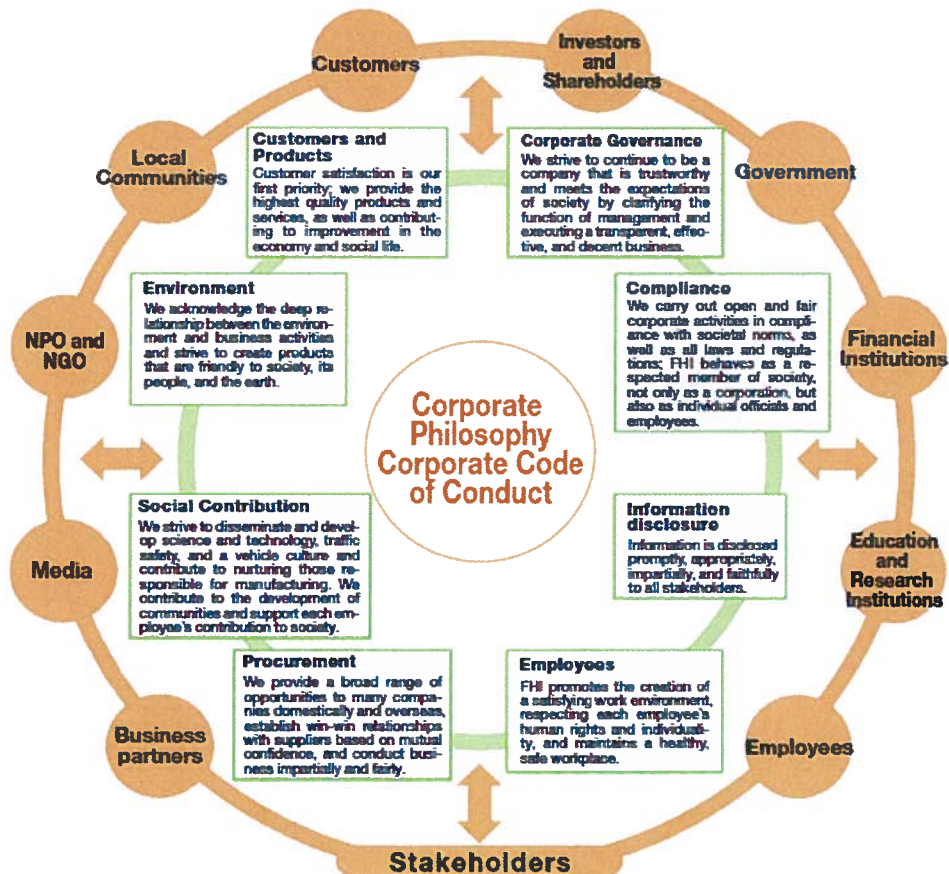 Customers
Investors
and
Shareholders
Local
Communities
Government
Customers and
Products
Customer satisfaction is our
first priority; we provide the
highest quality products and
services, as well as contribut-
ing to improvement in the
economy and social life.
Corporate Governance
We strive to continue to be a
company that is trustworthy
and meets the expectations
of society by clarifying the
function of management and
executing a transparent, effec-
tive, and decent business.
Environment
We acknowledge the deep re-
lationship between the environ-
ment and business activities
and strive to create products
that are friendly to society, its
people, and the earth.
Compliance
We carry out open and fair
corporate activities in compli-
ance with societal norms, as
well as all laws and regula-
tions; FHI behaves as a re-
spected member of society,
not only as a corporation, but
also as individual officials and
employees.
NPO and
NGO
Financial
Institutions
Corporate
Philosophy
Corporate Code
of Conduct
Social Contribution
We strive to disseminate and devel-
op science and technology, traffic
safety, and a vehicle culture and
contribute to nurturing those re-
sponsible for manufacturing. We
contribute to the development of
communities and support each em-
ployee's contribution to society.
Information
disclosure
Information is disclosed
promptly, appropriately,
impartially, and faithfully
to all stakeholders.
Media
Education
and
Research
Institutions
Procurement
We provide a broad range of
opportunities to many compa-
nies domestically and overseas,
establish win-win relationships
with suppliers based on mutual
confidence, and conduct busi-
ness impartially and fairly.
Employees
FHI promotes the creation of
a satisfying work environment,
respecting each employee's
human rights and individuali-
ty, and maintains a healthy,
safe workplace.
Business
partners
Employees
Stakeholders